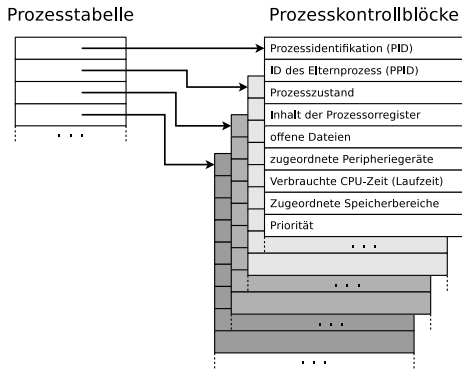 Prozesstabelle
Prozesskontrollblöcke
Prozessidentifikation (PID)
ID des Elternprozess (PPID)
Prozesszustand
Inhalt der Prozessorregister
offene Dateien
zugeordnete Peripheriegeräte
Verbrauchte CPU-Zeit (Laufzeit)
Zugeordnete Speicherbereiche
Priorität
. . .
. . .
. . .
. . .
. . .